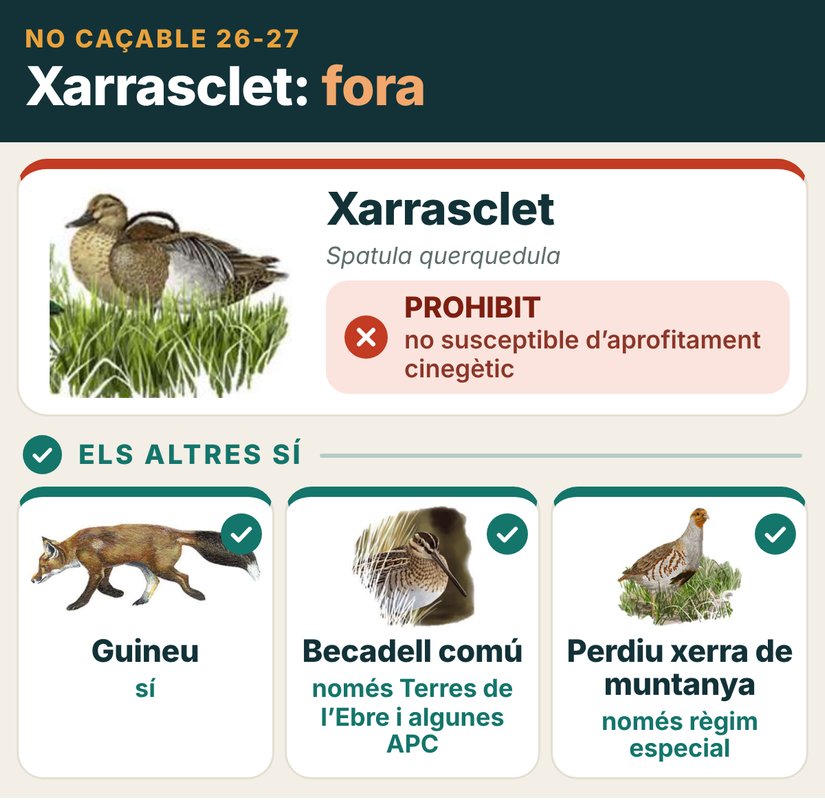 NO CAÇABLE 26-27
Xarrasclet: fora
Xarrasclet
Spatula querquedula
PROHIBIT
no susceptible d’aprofitament
cinegètic
ELS ALTRES SÍ
Guineu
sí
Becadell comú
només Terres de
l’Ebre i algunes
APC
Perdiu xerra de
muntanya
només règim
especial